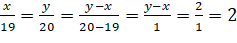 x/19 = y/20 = y−x/20−19 = y−x/1 = 2/1 = 2